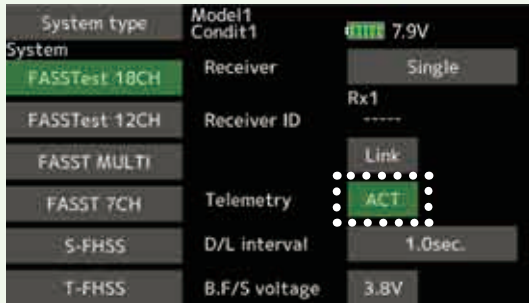 System type
Model1
Condit1
7.9V
System
FASSTest 18CH
Receiver
Single
Rx1
FASSTest 12CH
Receiver ID
-----
FASST MULTI
Link
FASST 7CH
Telemetry
ACT
S-FHSS
D/L interval
1.0sec.
T-FHSS
B.F/S voltage
3.8V